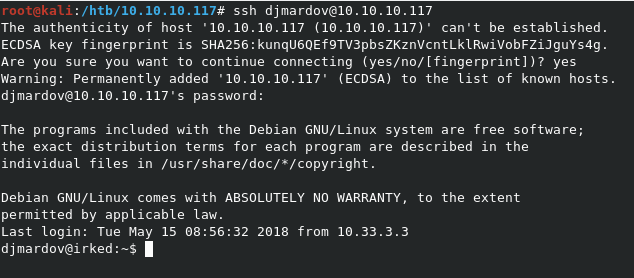 root@kali:/htb/10.10.10.117# ssh djmardov@10.10.10.117
The authenticity of host '10.10.10.117 (10.10.10.117)' can't be established.
ECDSA key fingerprint is SHA256:kunqU6QEf9TV3pbsZKznVcntLklRwiVobFZiJguYs4g.
Are you sure you want to continue connecting (yes/no/[fingerprint])? yes
Warning: Permanently added '10.10.10.117' (ECDSA) to the list of known hosts.
djmardov@10.10.10.117's password:
The programs included with the Debian GNU/Linux system are free software;
the exact distribution terms for each program are described in the
individual files in /usr/share/doc/*/copyright.
Debian GNU/Linux comes with ABSOLUTELY NO WARRANTY, to the extent
permitted by applicable law.
Last login: Tue May 15 08:56:32 2018 from 10.33.3.3
djmardov@irked:~$